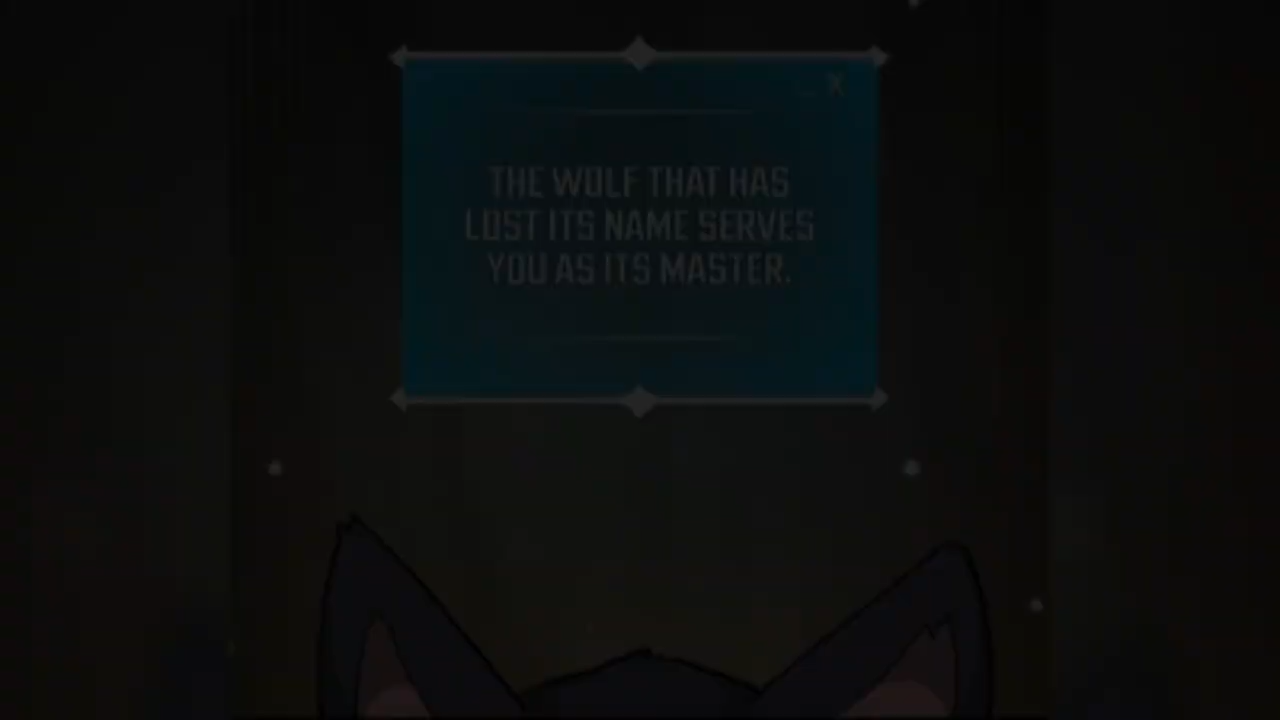 _ X
THE WOLF THAT HAS
LOST ITS NAME SERVES
YOU AS ITS MASTER.